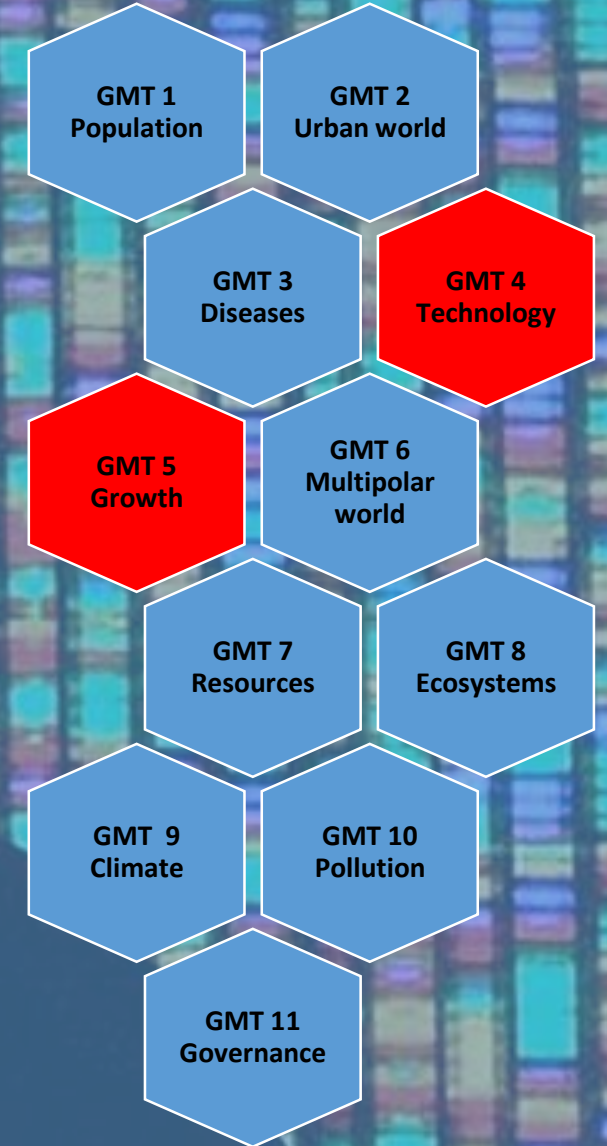 GMT 1
Population
GMT 2
Urban world
GMT 3
Diseases
GMT 4
Technology
GMT 5
Growth
GMT 6
Multipolar
world
GMT 7
Resources
GMT 8
Ecosystems
GMT  9
Climate
GMT 10
Pollution
GMT 11
Governance